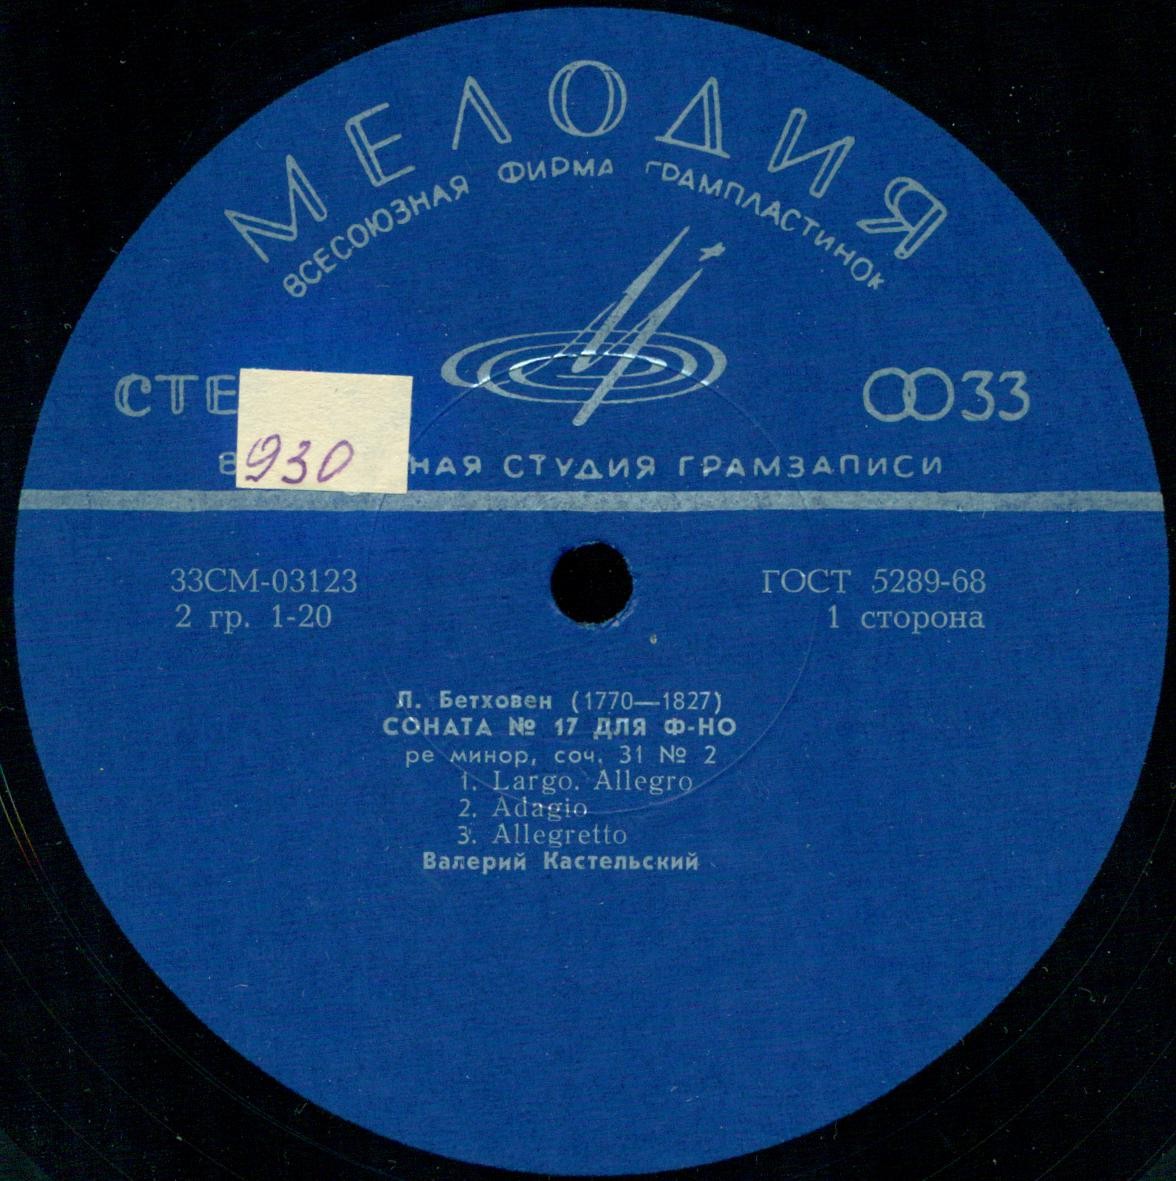 МЕЛОДИЯ
ВСЕСОЮЗНАЯ ФИРМА ГРАМПЛАСТИНОК
СТЕ
33
930
В НАЯ СТУДИЯ ГРАМЗАПИСИ
33СМ-03123
ГОСТ 5289-68
2 гр. 1-20
1 сторона
Л. Бетховен (1770—1827)
СОНАТА № 17 ДЛЯ Ф-НО
ре минор, соч. 31 № 2
1. Largo. Allegro
2. Adagio
3. Allegretto
Валерий Кастельский